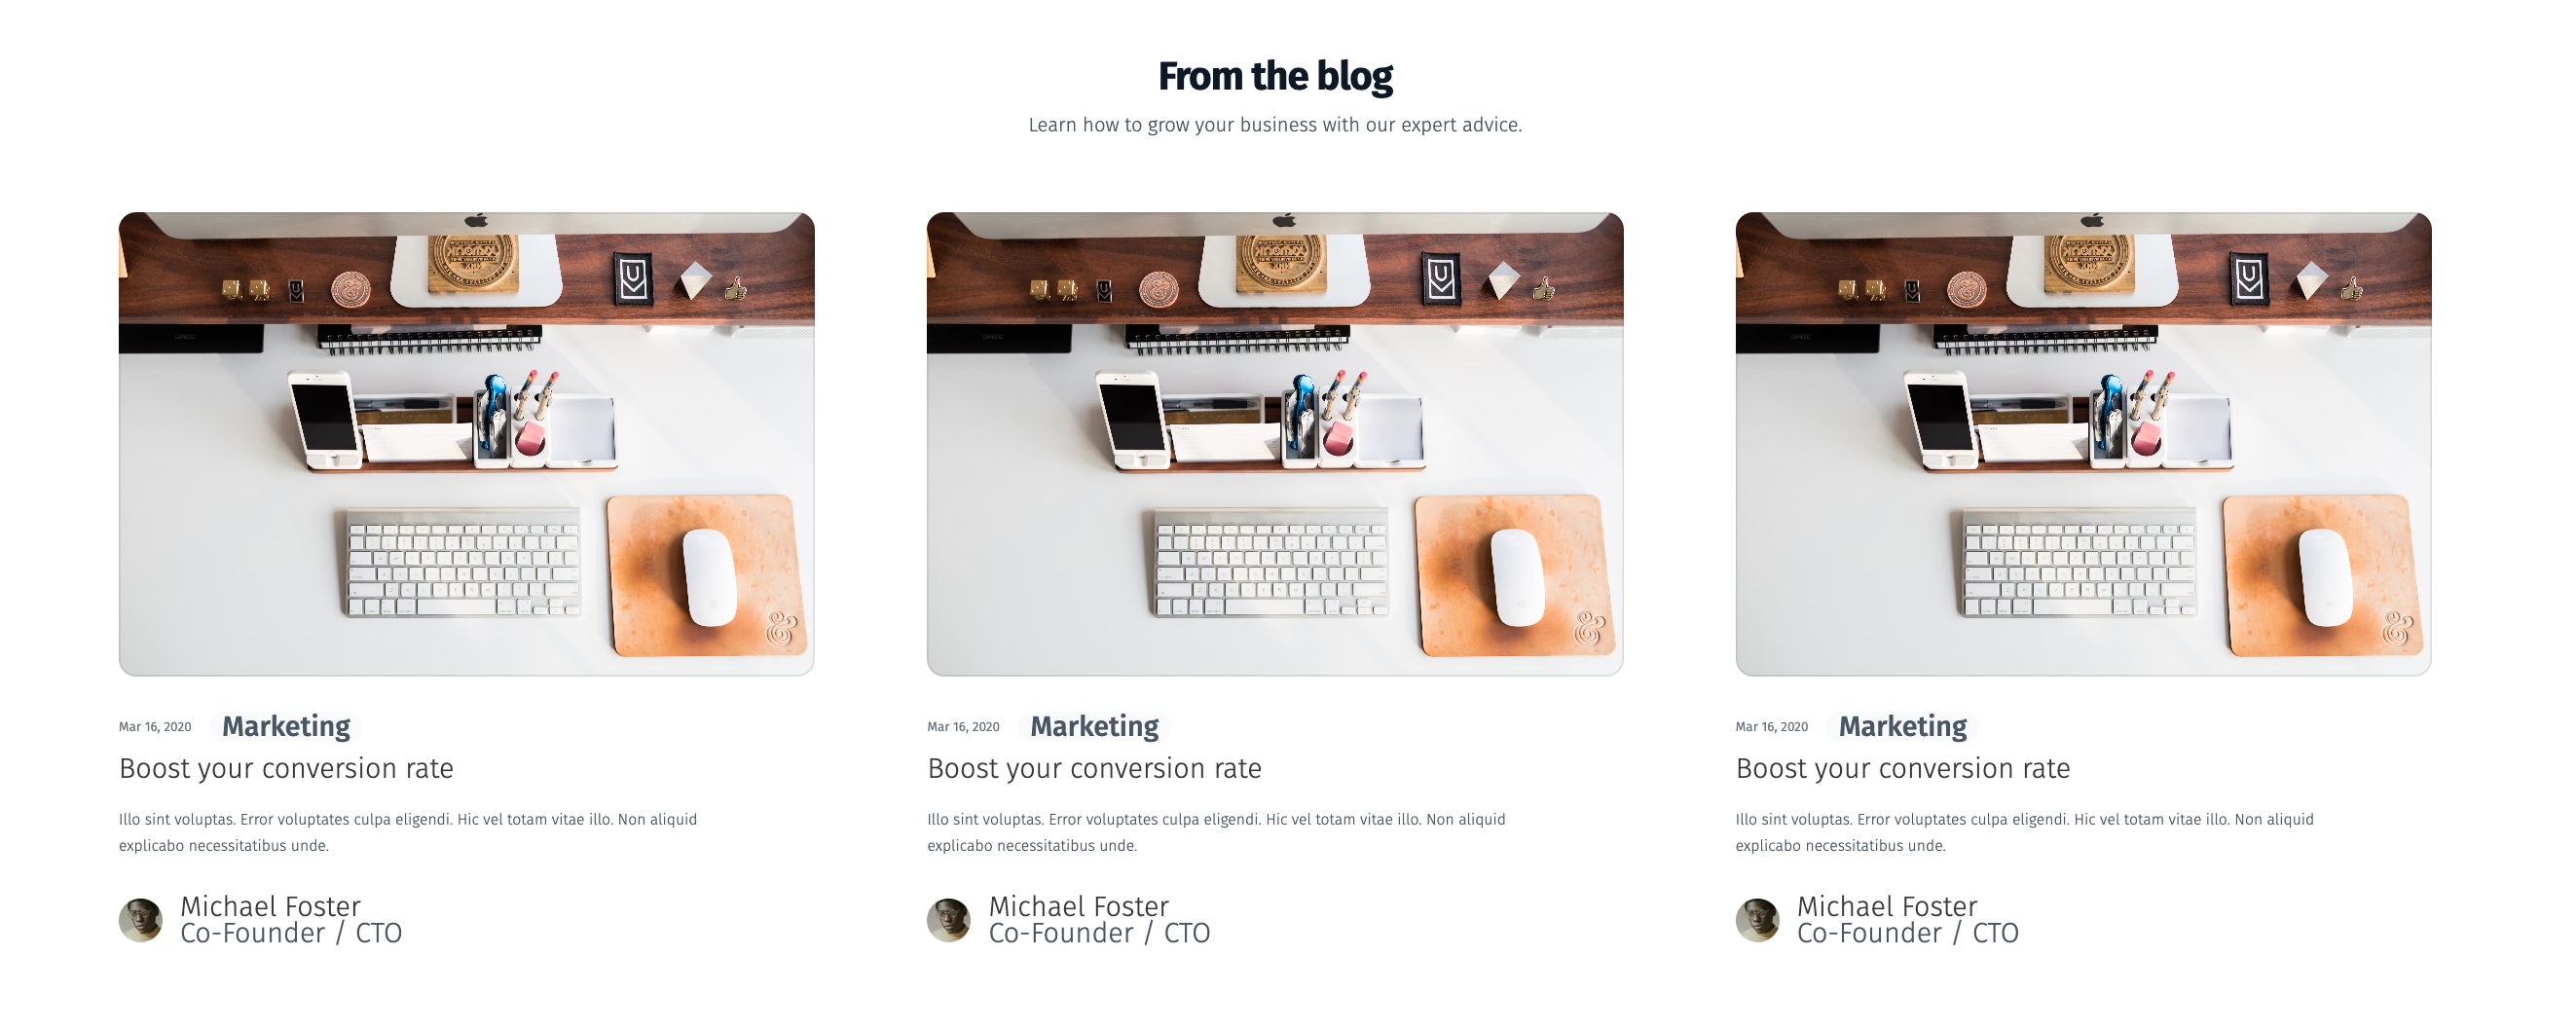 From the blog
Learn how to grow your business with our expert advice.
Mar 16, 2020 Marketing
Boost your conversion rate
Illo sint voluptas. Error voluptates culpa eligendi. Hic vel totam vitae illo. Non aliquid
explicabo necessitatibus unde.
Michael Foster
Co-Founder / CTO
Mar 16, 2020 Marketing
Boost your conversion rate
Illo sint voluptas. Error voluptates culpa eligendi. Hic vel totam vitae illo. Non aliquid
explicabo necessitatibus unde.
Michael Foster
Co-Founder / CTO
Mar 16, 2020 Marketing
Boost your conversion rate
Illo sint voluptas. Error voluptates culpa eligendi. Hic vel totam vitae illo. Non aliquid
explicabo necessitatibus unde.
Michael Foster
Co-Founder / CTO